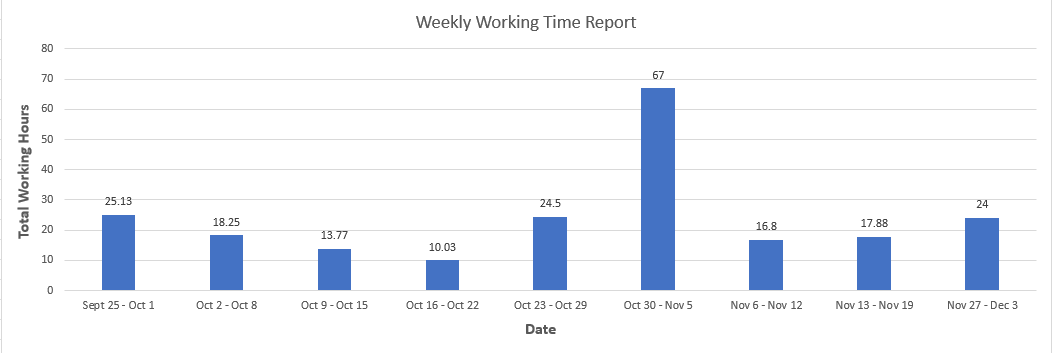 Weekly Working Time Report
80
70
60
50
40
30
20
10
0
Total Working Hours
25.13
18.25
13.77
10.03
24.5
67
16.8
17.88
24
Sept 25 - Oct 1
Oct 2 - Oct 8
Oct 9 - Oct 15
Oct 16 - Oct 22
Oct 23 - Oct 29
Oct 30 - Nov 5
Nov 6 - Nov 12
Nov 13 - Nov 19
Nov 27 - Dec 3
Date